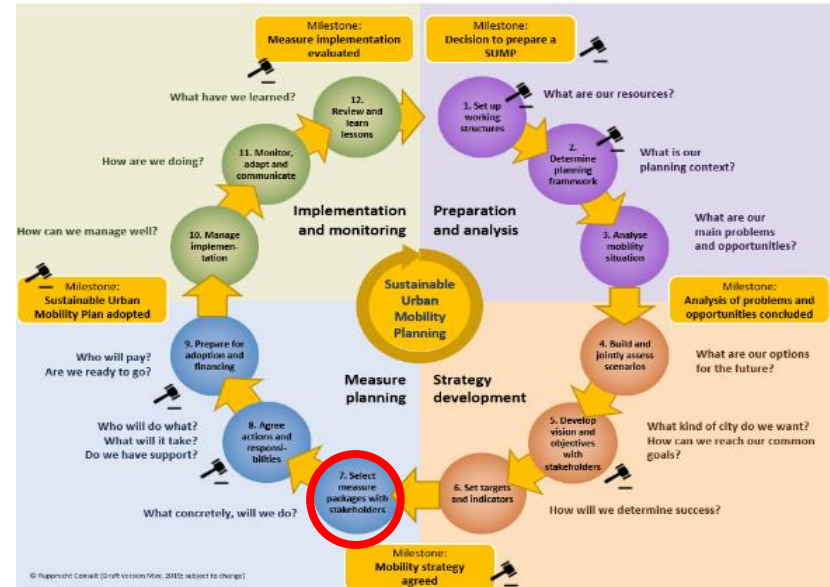 Milestone:
Measure implementation
evaluated
Milestone:
Decision to prepare a
SUMP
What have we learned?
12.
Review and
learn
lessons
1. Set up
working
structures
What are our resources?
How are we doing?
11. Monitor,
adapt and
communicate
2.
Determine
planning
framework
What is our
planning context?
How can we manage well?
10. Manage
implemen-
tation
Implementation
and monitoring
Preparation
and analysis
3. Analyse
mobility
situation
What are our
main problems
and opportunities?
Milestone:
Sustainable Urban
Mobility Plan adopted
Sustainable
Urban
Mobility
Planning
Milestone:
Analysis of problems and
opportunities concluded
Who will pay?
Are we ready to go?
9. Prepare for
adoption and
financing
Measure
planning
Strategy
development
4. Build and
jointly assess
scenarios
What are our options
for the future?
Who will do what?
What will it take?
Do we have support?
8. Agree
actions and
responsi-
bilities
5. Develop
vision and
objectives
with
stakeholders
What kind of city do we want?
How can we reach our common
goals?
What concretely, will we do?
7. Select
measure
packages with
stakeholders
6. Set targets
and indicators
How will we determine success?
Milestone:
Mobility strategy
agreed
© Rupprecht Consult (Draft version May, 2019; subject to change)